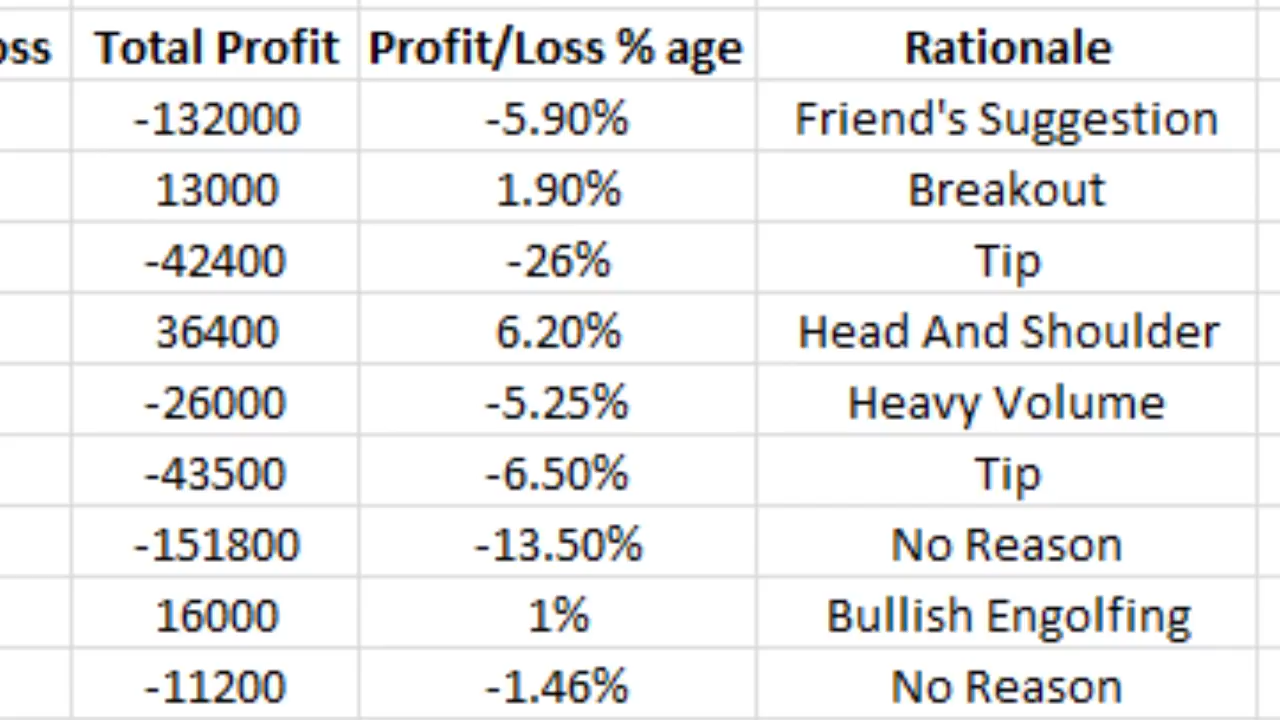 oss Total Profit Profit/Loss % age Rationale
-132000 -5.90% Friend's Suggestion
13000 1.90% Breakout
-42400 -26% Tip
36400 6.20% Head And Shoulder
-26000 -5.25% Heavy Volume
-43500 -6.50% Tip
-151800 -13.50% No Reason
16000 1% Bullish Engolfing
-11200 -1.46% No Reason